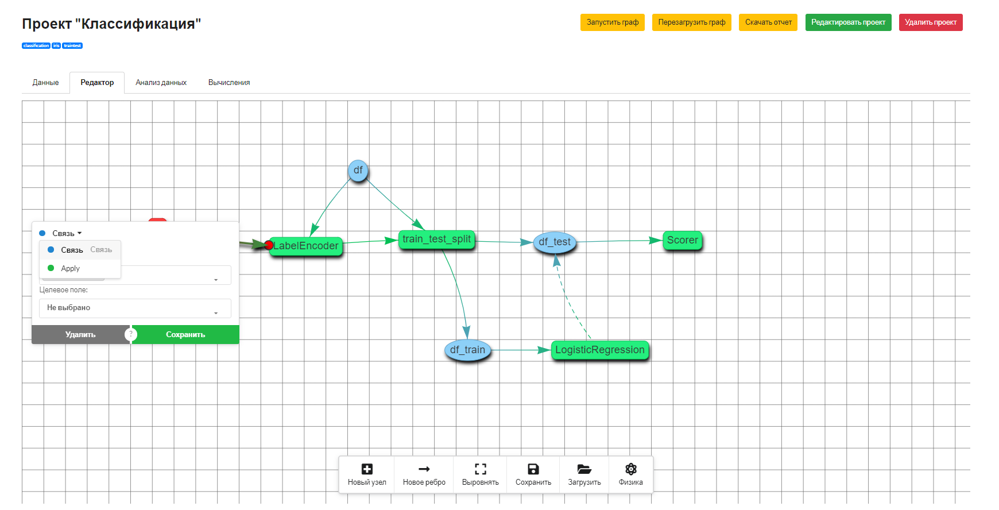 Проект "Классификация"
Запустить граф
Перезагрузить граф
Скачать отчет
Редактировать проект
Удалить проект
classification iris traintest
Данные
Редактор
Анализ данных
Вычисления
df
Связь
Связь Связь
Apply
LabelEncoder
train_test_split
df_test
Scorer
Целевое поле:
Не выбрано
Удалить
?
Сохранить
df_train
LogisticRegression
Новый узел
Новое ребро
Выровнять
Сохранить
Загрузить
Физика